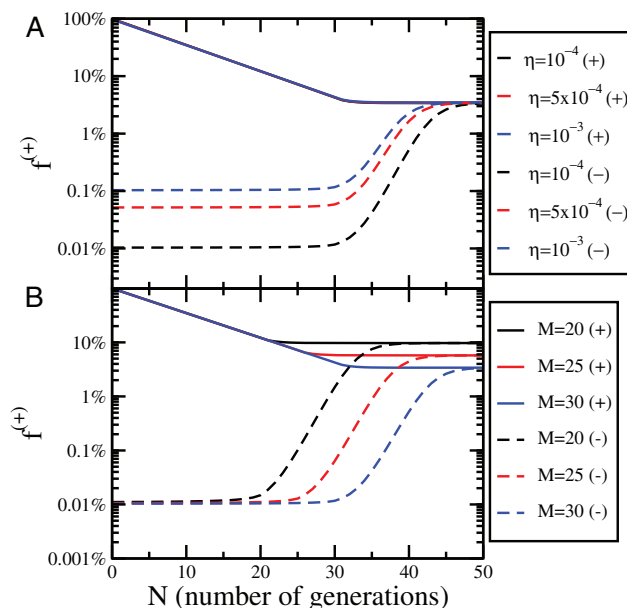 A
100%
10%
1%
0.1%
0.01%
f(+)
η=10⁻⁴ (+)
η=5x10⁻⁴ (+)
η=10⁻³ (+)
η=10⁻⁴ (-)
η=5x10⁻⁴ (-)
η=10⁻³ (-)
B
10%
1%
0.1%
0.01%
0.001%
f(+)
0 10 20 30 40 50
N (number of generations)
M=20 (+)
M=25 (+)
M=30 (+)
M=20 (-)
M=25 (-)
M=30 (-)